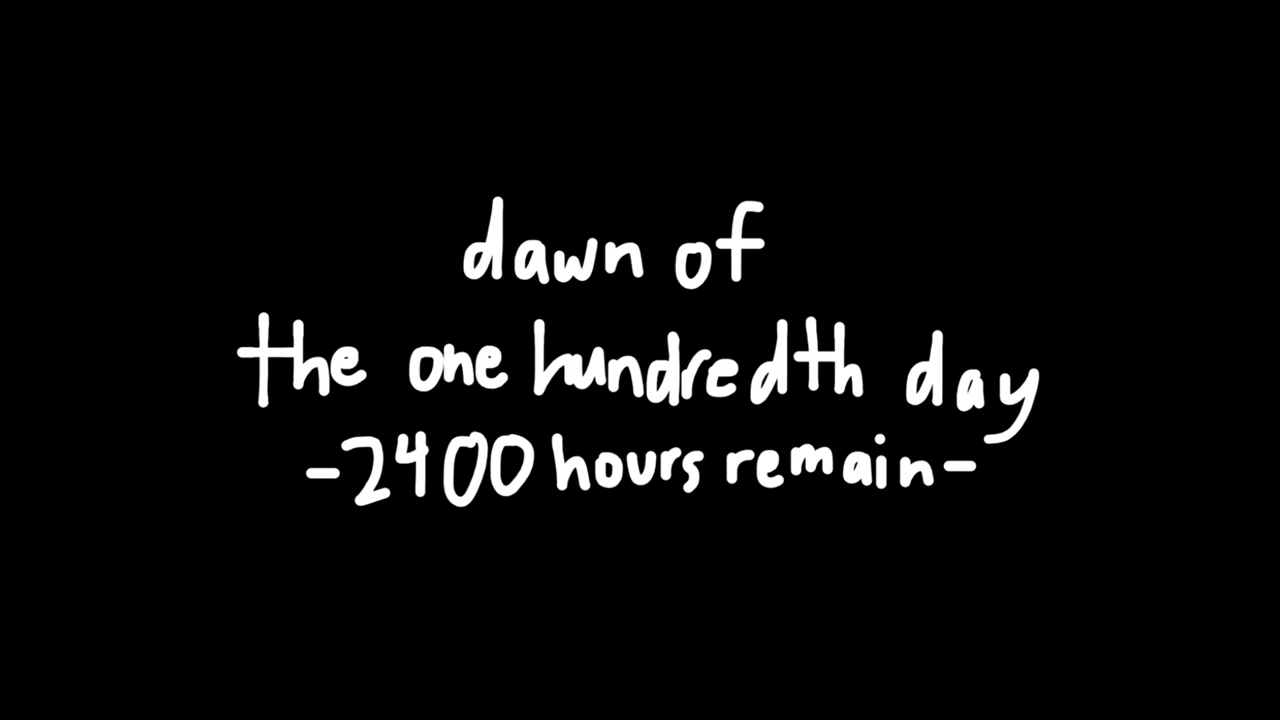 dawn of
the one hundredth day
-2400 hours remain-